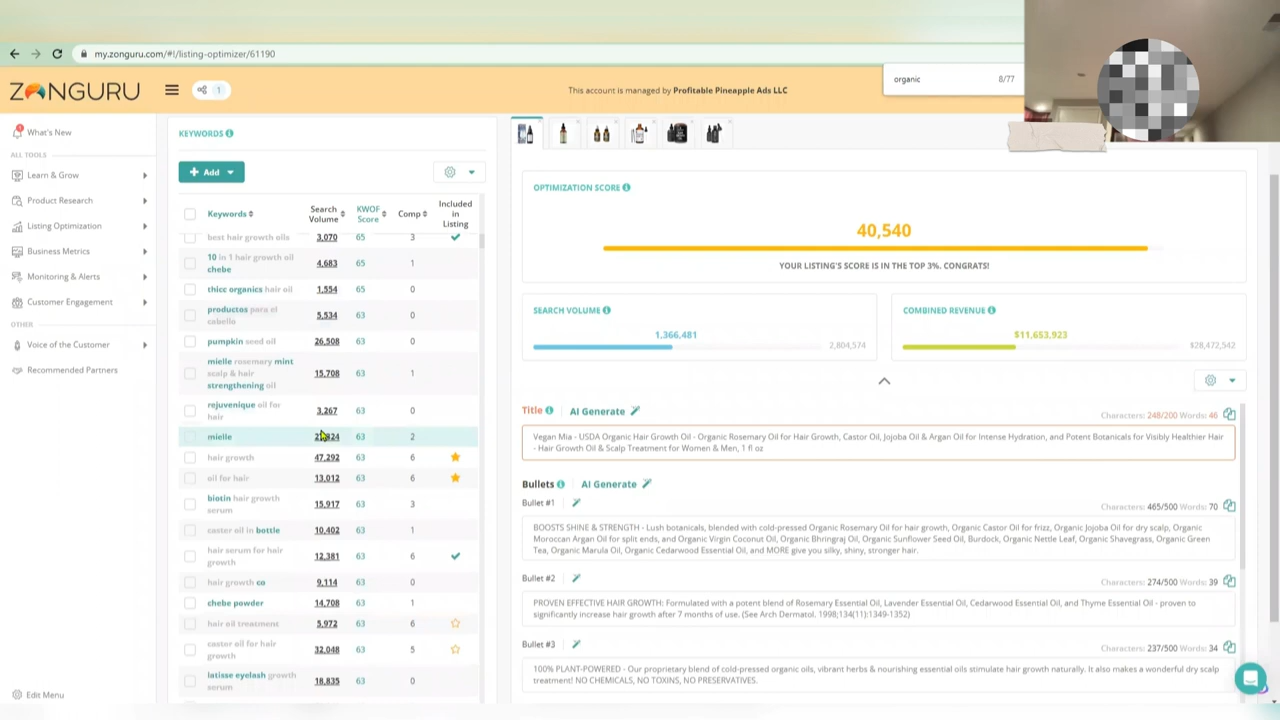 my.zonguru.com/#!/listing-optimizer/61190
organic 8/77
ZONGURU
1
This account is managed by Profitable Pineapple Ads LLC
What's New
ALL TOOLS
Learn & Grow
Product Research
Listing Optimization
Business Metrics
Monitoring & Alerts
Customer Engagement
OTHER
Voice of the Customer
Recommended Partners
Edit Menu
KEYWORDS
+ Add
Keywords
Search
Volume
KWOF
Score
Comp
Included
in
Listing
best hair growth oils 3,070 65 3
10 in 1 hair growth oil
chebe 4,683 65 1
thicc organics hair oil 1,554 65 0
productos para el
cabello 5,534 63 0
pumpkin seed oil 26,508 63 0
mielle rosemary mint
scalp & hair
strengthening oil 15,708 63 1
rejuvenique oil for
hair 3,267 63 0
mielle 63 2
hair growth 47,292 63 6
oil for hair 13,012 63 6
biotin hair growth
serum 15,917 63 3
castor oil in bottle 10,402 63 1
hair serum for hair
growth 12,381 63 6
hair growth co 9,114 63 0
chebe powder 14,708 63 1
hair oil treatment 5,972 63 6
castor oil for hair
growth 32,048 63 5
latisse eyelash growth
serum 18,835 63 0
OPTIMIZATION SCORE
40,540
YOUR LISTING'S SCORE IS IN THE TOP 3%. CONGRATS!
SEARCH VOLUME
1,366,481
2,804,574
COMBINED REVENUE
$11,653,923
$28,472,542
Title AI Generate
Characters: 248/200 Words: 46
Vegan Mia - USDA Organic Hair Growth Oil - Organic Rosemary Oil for Hair Growth, Castor Oil, Jojoba Oil & Argan Oil for Intense Hydration, and Potent Botanicals for Visibly Healthier Hair
- Hair Growth Oil & Scalp Treatment for Women & Men, 1 fl oz
Bullets AI Generate
Bullet #1
Characters: 465/500 Words: 70
BOOSTS SHINE & STRENGTH - Lush botanicals, blended with cold-pressed Organic Rosemary Oil for hair growth, Organic Castor Oil for frizz, Organic Jojoba Oil for dry scalp, Organic
Moroccan Argan Oil for split ends, and Organic Virgin Coconut Oil, Organic Bhringraj Oil, Organic Sunflower Seed Oil, Burdock, Organic Nettle Leaf, Organic Shavegrass, Organic Green
Tea, Organic Marula Oil, Organic Cedarwood Essential Oil, and MORE give you silky, shiny, stronger hair.
Bullet #2
Characters: 274/500 Words: 39
PROVEN EFFECTIVE HAIR GROWTH: Formulated with a potent blend of Rosemary Essential Oil, Lavender Essential Oil, Cedarwood Essential Oil, and Thyme Essential Oil - proven to
significantly increase hair growth after 7 months of use. (See Arch Dermatol. 1998;134(11):1349-1352)
Bullet #3
Characters: 237/500 Words: 34
100% PLANT-POWERED - Our proprietary blend of cold-pressed organic oils, vibrant herbs & nourishing essential oils stimulate hair growth naturally. It also makes a wonderful dry scalp
treatment! NO CHEMICALS, NO TOXINS, NO PRESERVATIVES.